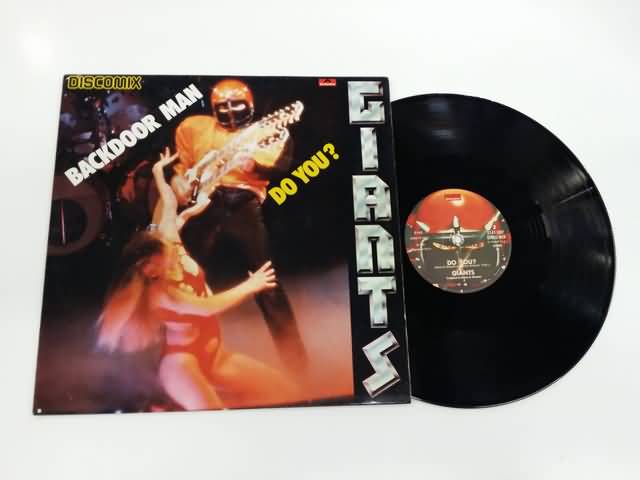 DISCOMIX
BACKDOOR MAN
DO YOU?
GIANTS
DO YOU?
GIANTS